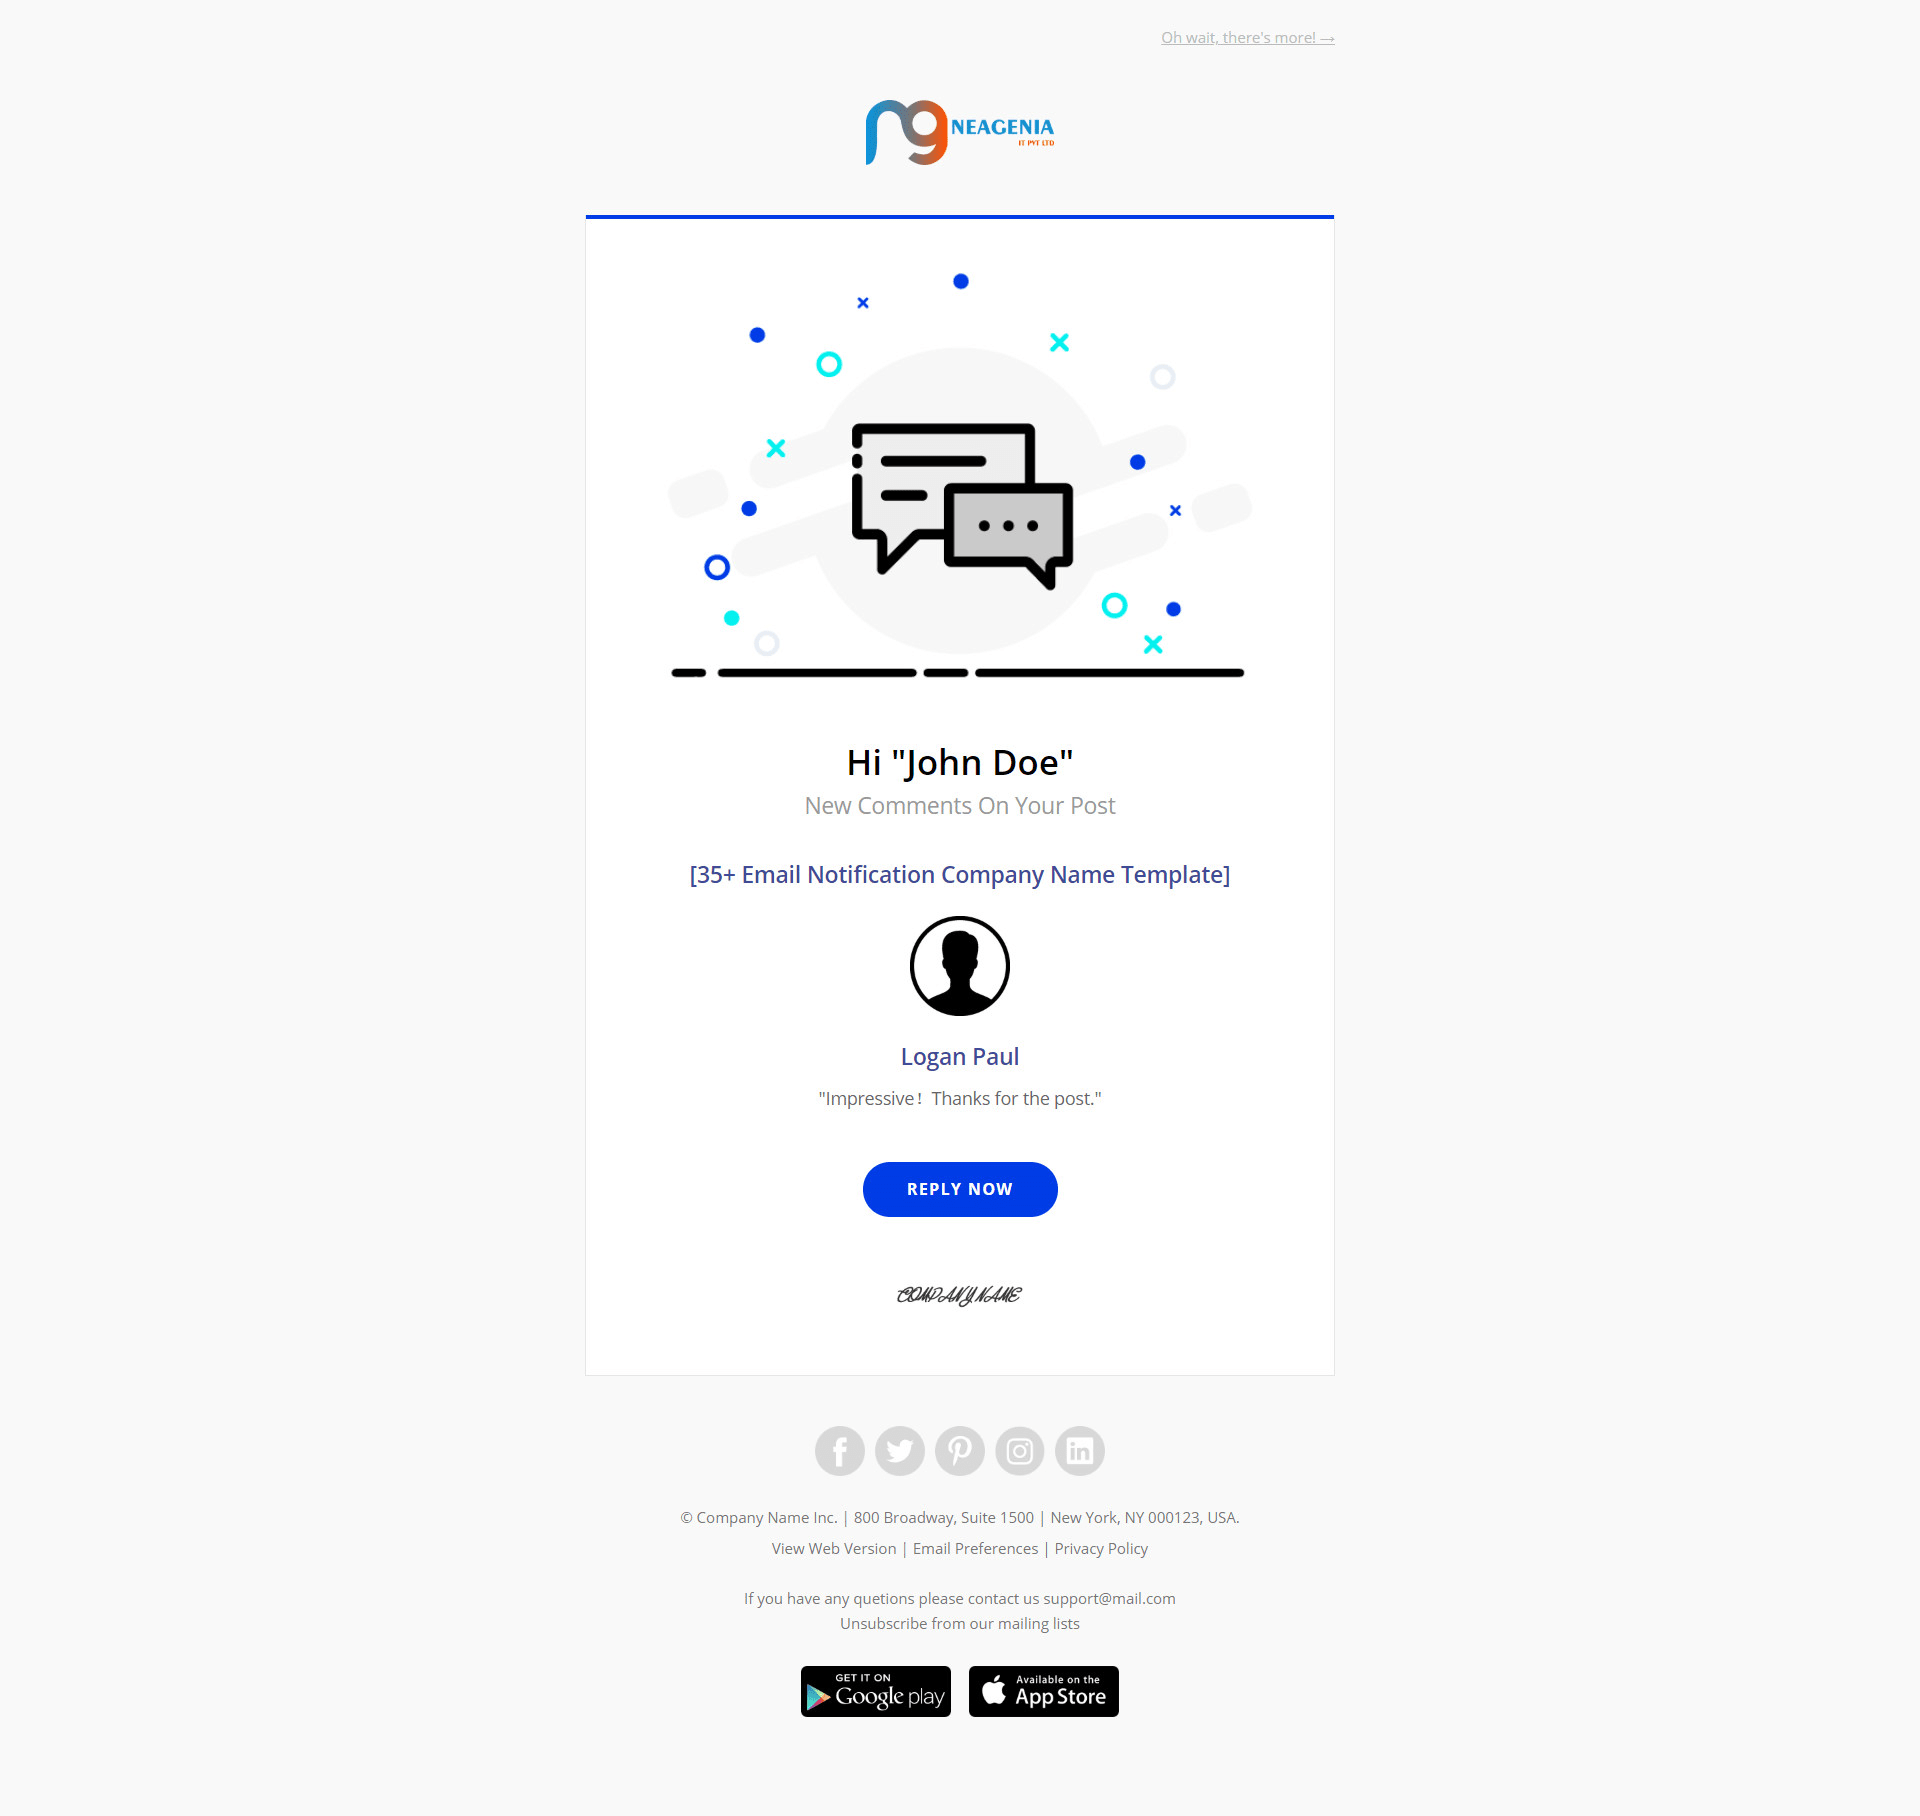 Oh wait, there's more! →
NEAGENIA
IT PVT LTD
Hi "John Doe"
New Comments On Your Post
[35+ Email Notification Company Name Template]
Logan Paul
"Impressive! Thanks for the post."
REPLY NOW
COMPANY NAME
© Company Name Inc. | 800 Broadway, Suite 1500 | New York, NY 000123, USA.
View Web Version | Email Preferences | Privacy Policy
If you have any quetions please contact us support@mail.com
Unsubscribe from our mailing lists
GET IT ON
Google play
Available on the
App Store